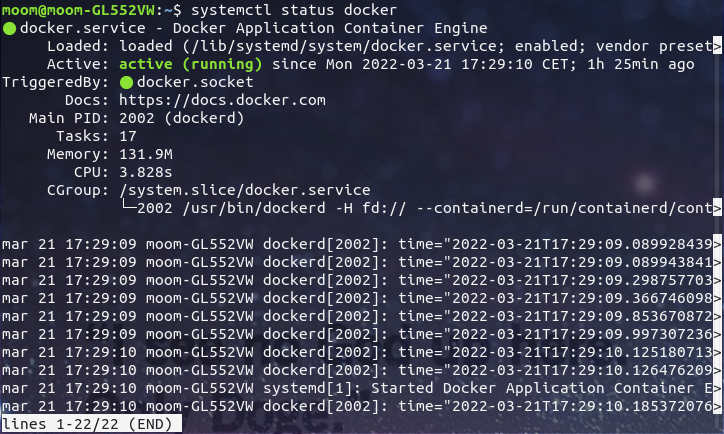 moom@moom-GL552VW:~$ systemctl status docker
● docker.service - Docker Application Container Engine
     Loaded: loaded (/lib/systemd/system/docker.service; enabled; vendor preset>
     Active: active (running) since Mon 2022-03-21 17:29:10 CET; 1h 25min ago
TriggeredBy: ● docker.socket
       Docs: https://docs.docker.com
   Main PID: 2002 (dockerd)
      Tasks: 17
     Memory: 131.9M
        CPU: 3.828s
     CGroup: /system.slice/docker.service
             └─2002 /usr/bin/dockerd -H fd:// --containerd=/run/containerd/cont>
mar 21 17:29:09 moom-GL552VW dockerd[2002]: time="2022-03-21T17:29:09.089928439>
mar 21 17:29:09 moom-GL552VW dockerd[2002]: time="2022-03-21T17:29:09.089943841>
mar 21 17:29:09 moom-GL552VW dockerd[2002]: time="2022-03-21T17:29:09.298757703>
mar 21 17:29:09 moom-GL552VW dockerd[2002]: time="2022-03-21T17:29:09.366746098>
mar 21 17:29:09 moom-GL552VW dockerd[2002]: time="2022-03-21T17:29:09.853670872>
mar 21 17:29:09 moom-GL552VW dockerd[2002]: time="2022-03-21T17:29:09.997307236>
mar 21 17:29:10 moom-GL552VW dockerd[2002]: time="2022-03-21T17:29:10.125180713>
mar 21 17:29:10 moom-GL552VW dockerd[2002]: time="2022-03-21T17:29:10.126476209>
mar 21 17:29:10 moom-GL552VW systemd[1]: Started Docker Application Container E>
mar 21 17:29:10 moom-GL552VW dockerd[2002]: time="2022-03-21T17:29:10.185372076>
lines 1-22/22 (END)